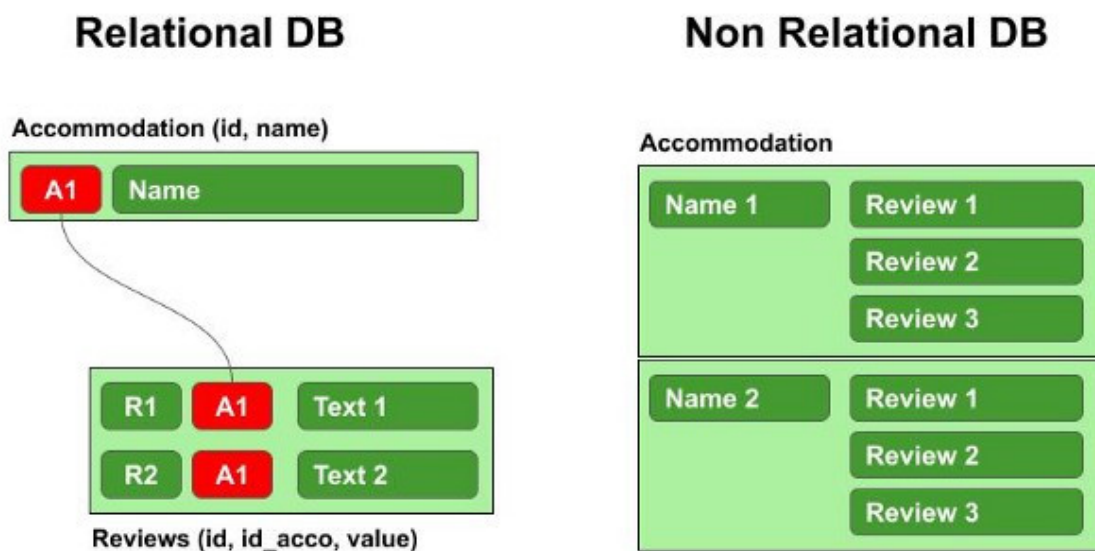 Relational DB
Accommodation (id, name)
A1 Name
R1 A1 Text 1
R2 A1 Text 2
Reviews (id, id_acco, value)
Non Relational DB
Accommodation
Name 1 Review 1
Review 2
Review 3
Name 2 Review 1
Review 2
Review 3